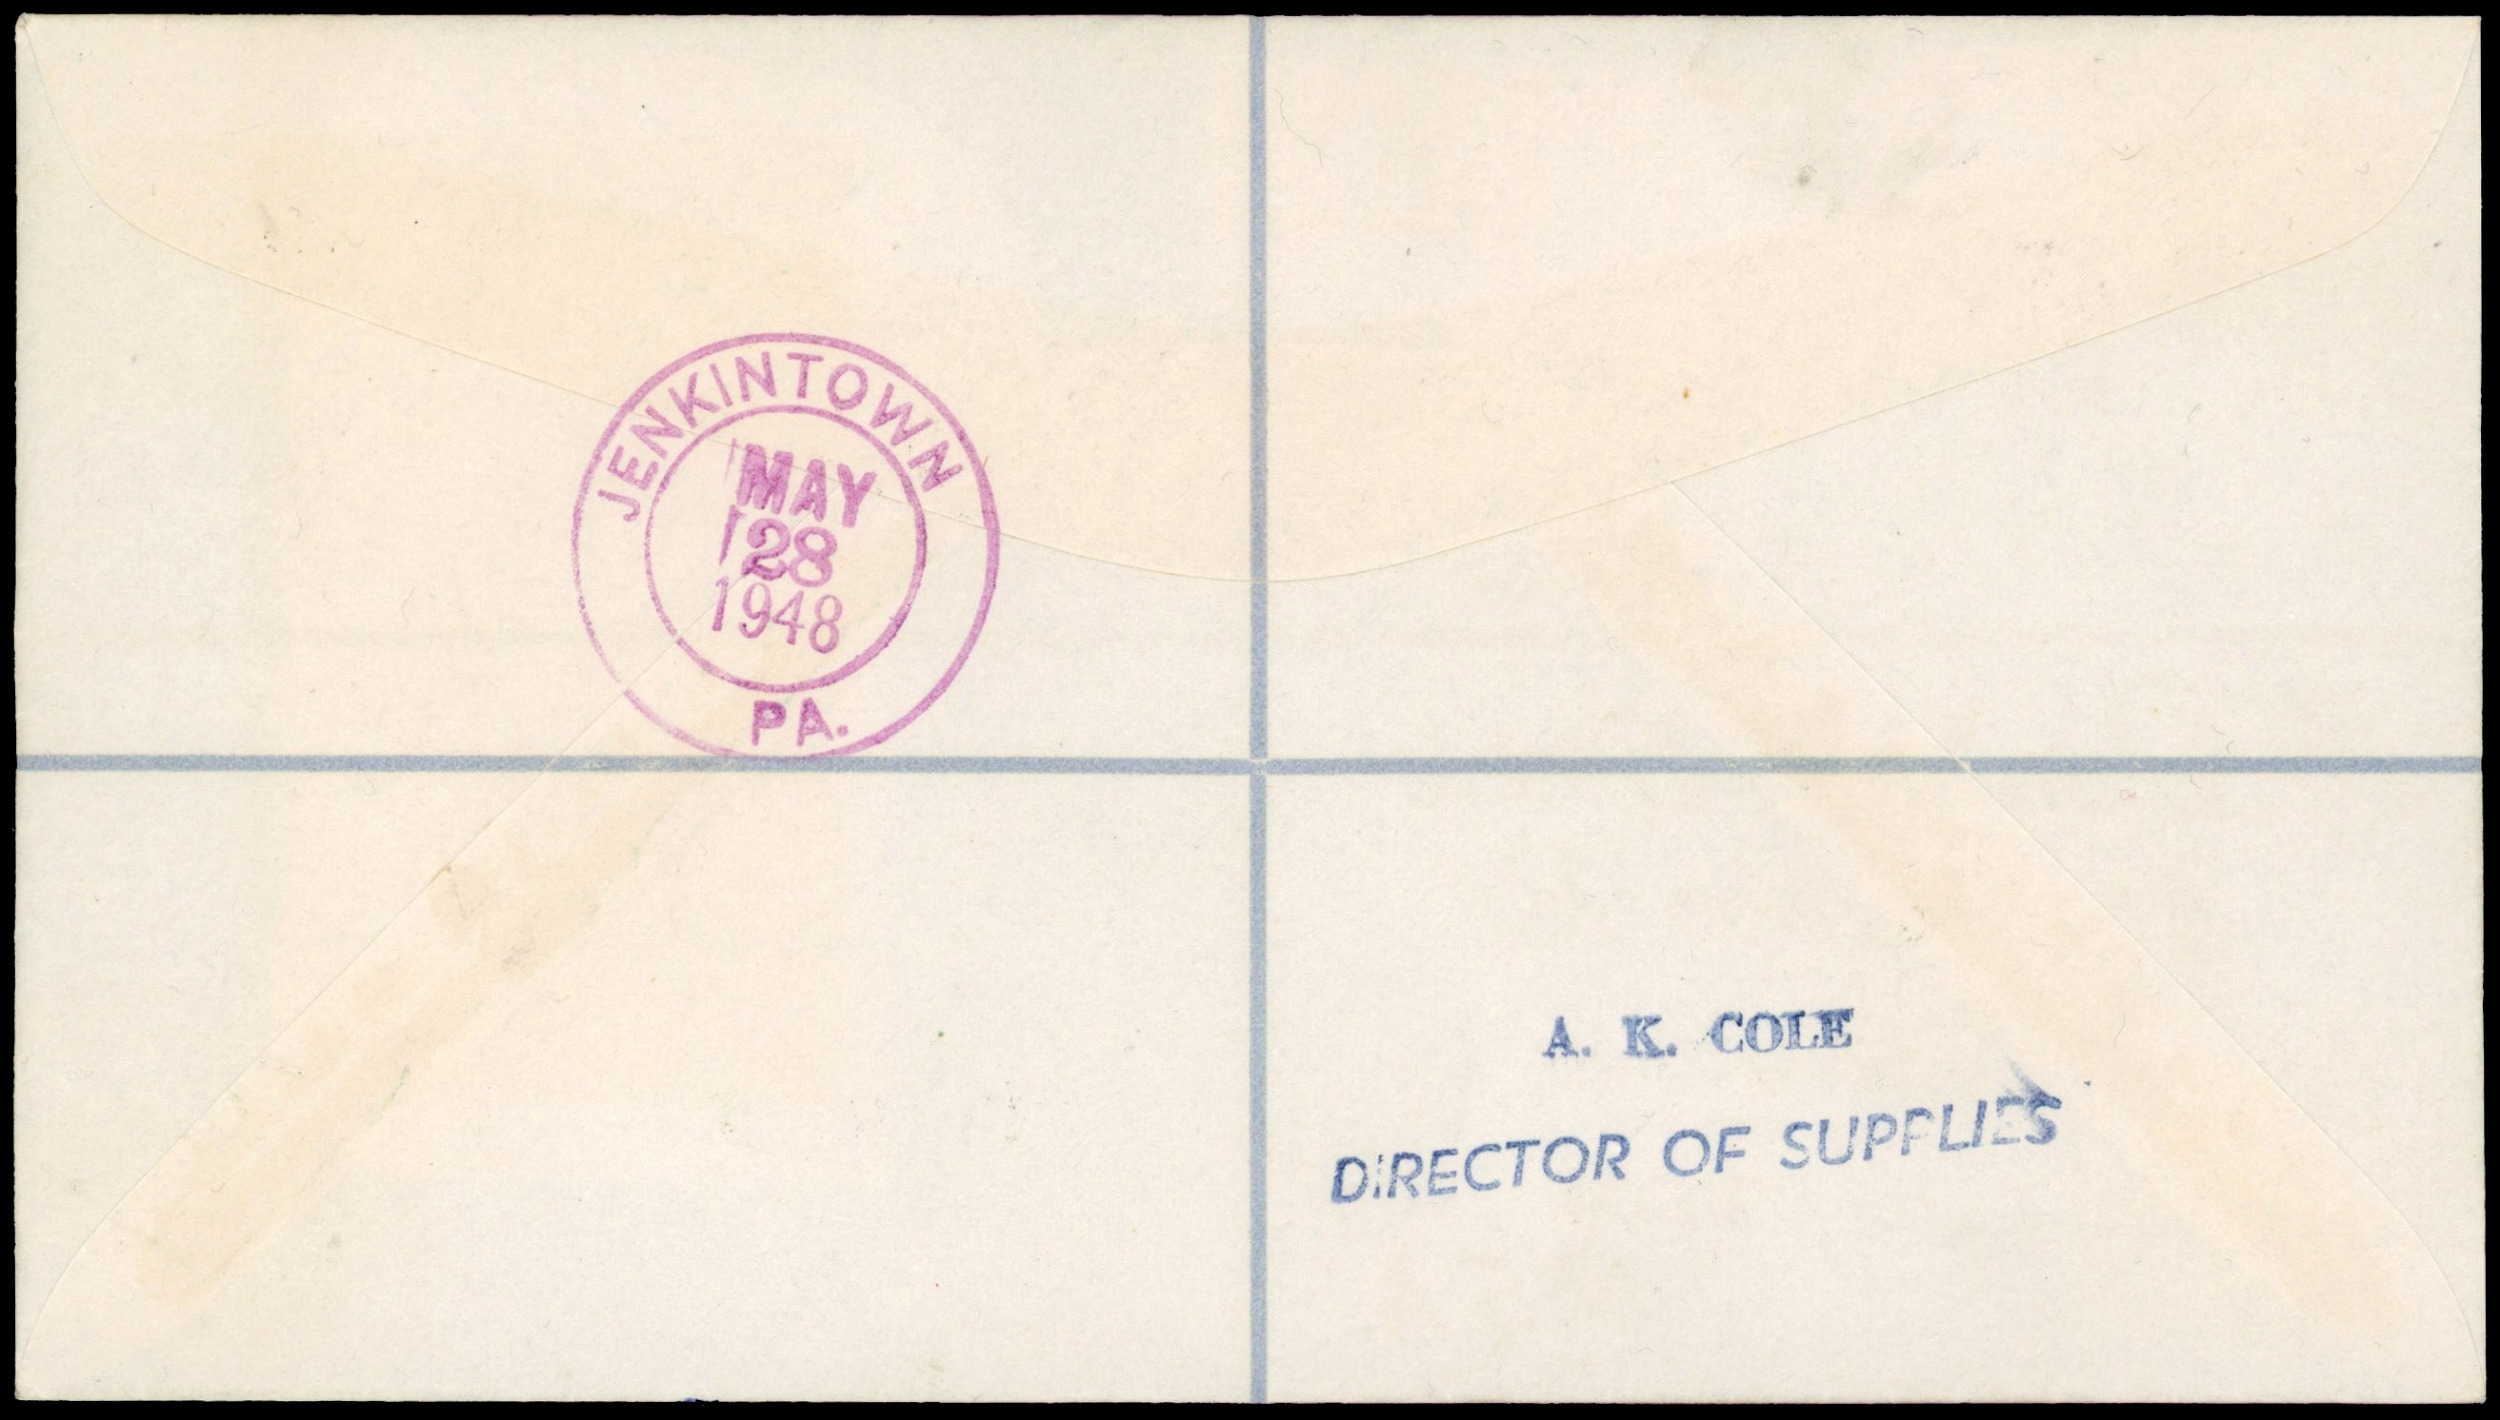 JENKINTOWN
MAY
28
1948
PA.
A. K. COLE
DIRECTOR OF SUPPLIES